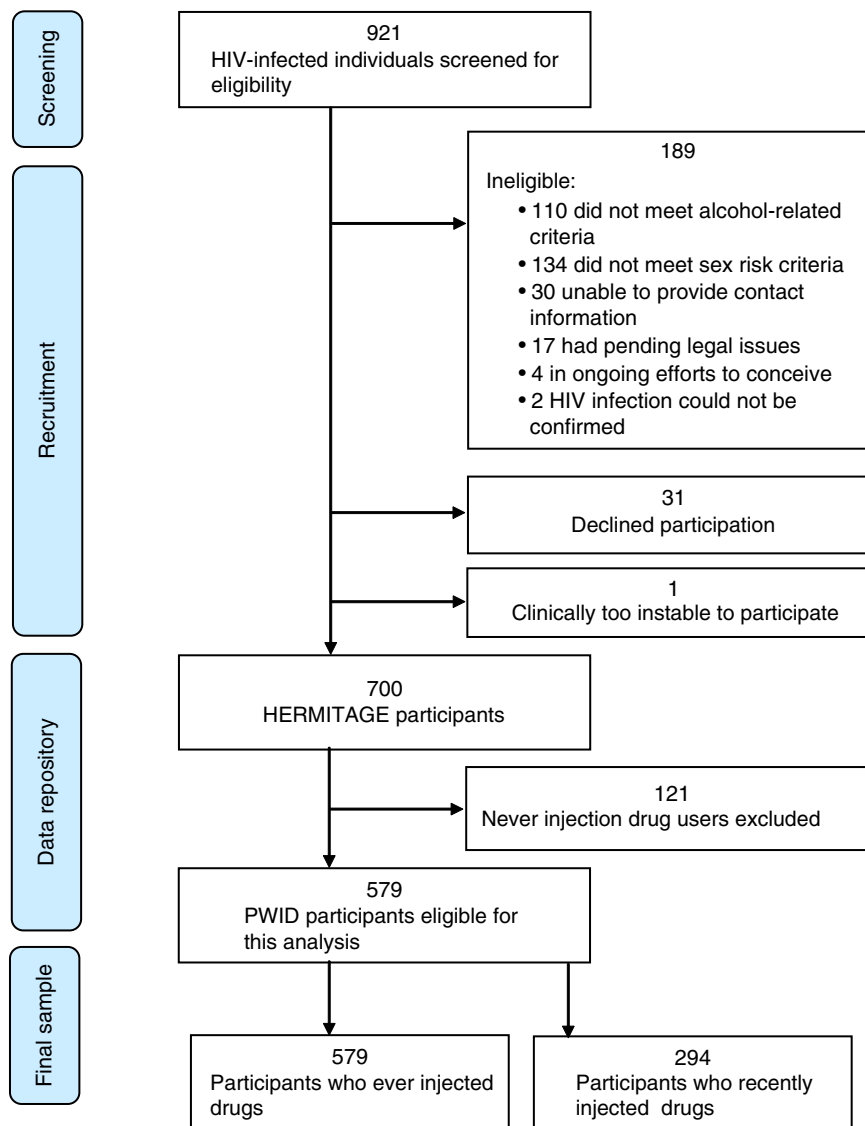 Screening
921
HIV-infected individuals screened for
eligibility
Recruitment
189
Ineligible:
• 110 did not meet alcohol-related
criteria
• 134 did not meet sex risk criteria
• 30 unable to provide contact
information
• 17 had pending legal issues
• 4 in ongoing efforts to conceive
• 2 HIV infection could not be
confirmed
31
Declined participation
1
Clinically too instable to participate
Data repository
700
HERMITAGE participants
121
Never injection drug users excluded
579
PWID participants eligible for
this analysis
Final sample
579
Participants who ever injected
drugs
294
Participants who recently
injected drugs